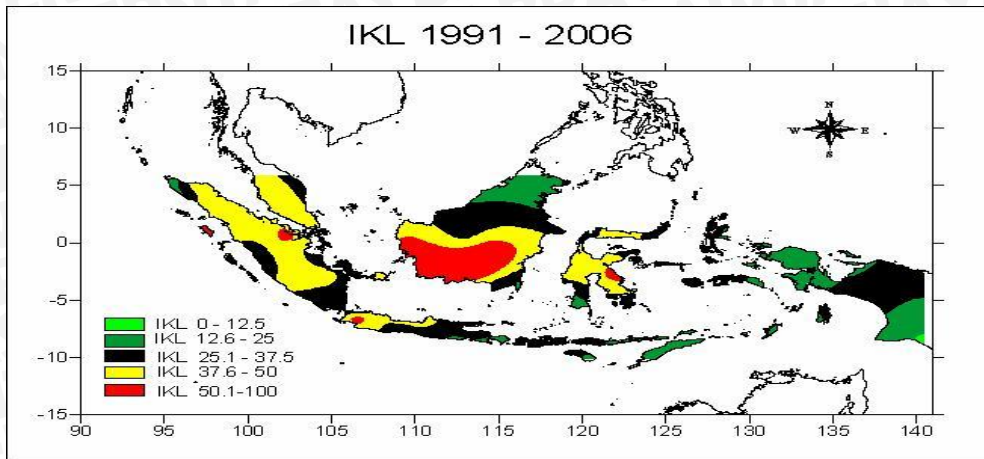 IKL 1991 - 2006
15
10
5
0
-5
-10
-15
N
W E
S
IKL 0 - 12.5
IKL 12.6 - 25
IKL 25.1 - 37.5
IKL 37.6 - 50
IKL 50.1-100
90 95 100 105 110 115 120 125 130 135 140